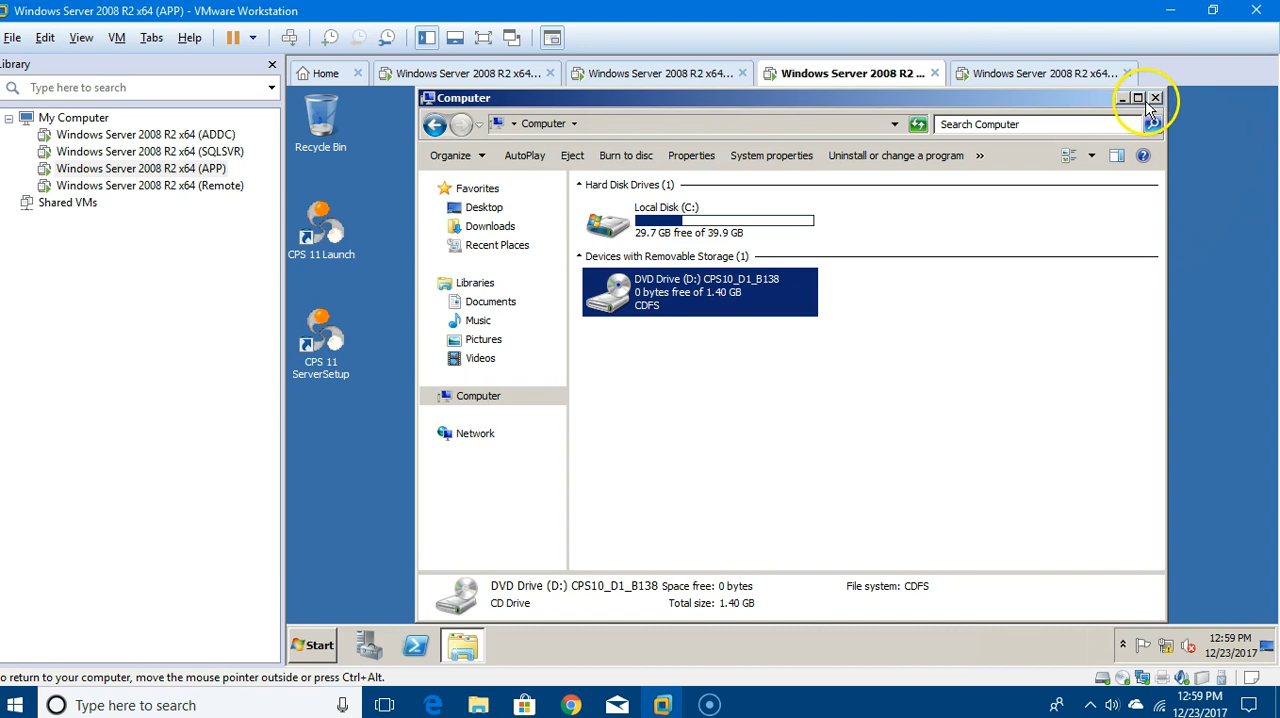 Windows Server 2008 R2 x64 (APP) - VMware Workstation
File Edit View VM Tabs Help
Library
Type here to search
My Computer
Windows Server 2008 R2 x64 (ADDC)
Windows Server 2008 R2 x64 (SQLSVR)
Windows Server 2008 R2 x64 (APP)
Windows Server 2008 R2 x64 (Remote)
Shared VMs
Home
Windows Server 2008 R2 x64...
Windows Server 2008 R2 x64...
Windows Server 2008 R2 ...
Windows Server 2008 R2 x64...
Recycle Bin
CPS 11 Launch
CPS 11
ServerSetup
Computer
Computer
Search Computer
Organize AutoPlay Eject Burn to disc Properties System properties Uninstall or change a program »
Favorites
Desktop
Downloads
Recent Places
Libraries
Documents
Music
Pictures
Videos
Computer
Network
Hard Disk Drives (1)
Local Disk (C:)
29.7 GB free of 39.9 GB
Devices with Removable Storage (1)
DVD Drive (D:) CPS10_D1_B138
0 bytes free of 1.40 GB
CDFS
DVD Drive (D:) CPS10_D1_B138 Space free: 0 bytes File system: CDFS
CD Drive Total size: 1.40 GB
Start
12:59 PM
12/23/2017
o return to your computer, move the mouse pointer outside or press Ctrl+Alt.
Type here to search
12:59 PM
12/23/2017